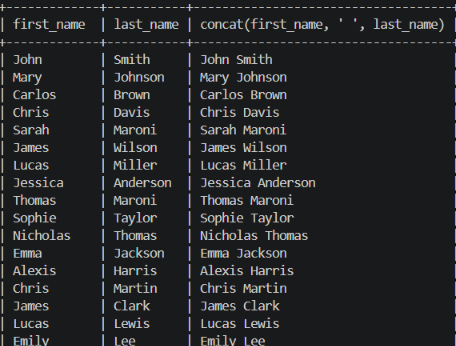 | first_name | last_name | concat(first_name, ' ', last_name) |
| John | Smith | John Smith |
| Mary | Johnson | Mary Johnson |
| Carlos | Brown | Carlos Brown |
| Chris | Davis | Chris Davis |
| Sarah | Maroni | Sarah Maroni |
| James | Wilson | James Wilson |
| Lucas | Miller | Lucas Miller |
| Jessica | Anderson | Jessica Anderson |
| Thomas | Maroni | Thomas Maroni |
| Sophie | Taylor | Sophie Taylor |
| Nicholas | Thomas | Nicholas Thomas |
| Emma | Jackson | Emma Jackson |
| Alexis | Harris | Alexis Harris |
| Chris | Martin | Chris Martin |
| James | Clark | James Clark |
| Lucas | Lewis | Lucas Lewis |
| Emily | Lee | Emily Lee |